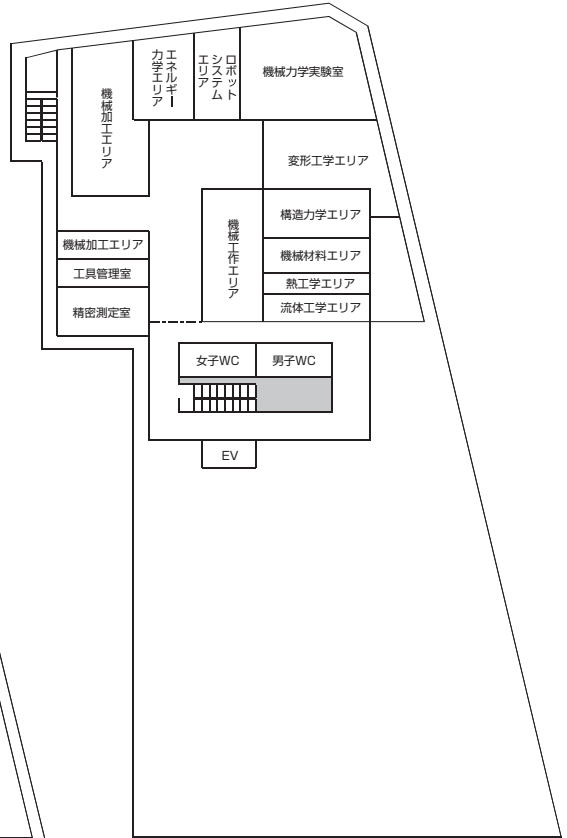 エネルギー
力学エリア
ロボット
システム
エリア
機械力学実験室
機械加工エリア
変形工学エリア
機械工作エリア
構造力学エリア
機械加工エリア
機械材料エリア
工具管理室
熱工学エリア
精密測定室
流体工学エリア
女子WC
男子WC
EV